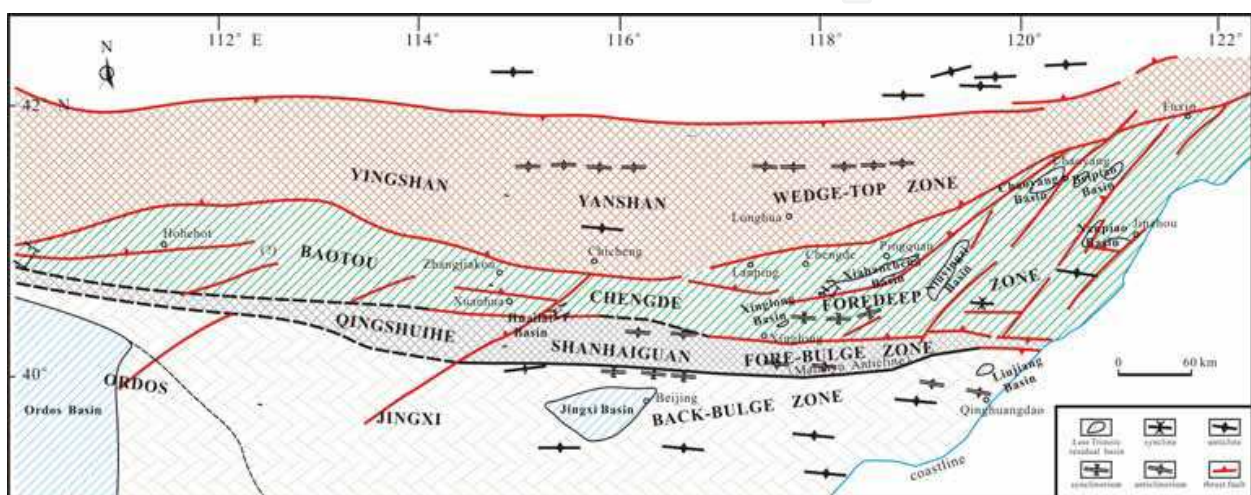 112° E
114°
116°
118°
120°
122°
N
42° N
Fuxin
YINGSHAN
YANSHAN
WEDGE-TOP ZONE
Longhua
Chaoyang
Chaoyang
Basin
Beipiao
Basin
Hohehot
(?)
BAOTOU
Zhangjiakou
Chicheng
Luanping
Chengde
Pingquan
Xiabancheng
Basin
Niuyingzi
Basin
Nanpiao
Basin
Jinzhou
Xuanhua
Huailai
Basin
CHENGDE
Xinglong
Basin
FOREDEEP
ZONE
QINGSHUIHE
SHANHAIGUAN
Xinglong
FORE-BULGE ZONE
(Malanyu Anticline)
40°
ORDOS
Ordos Basin
JINGXI
Jingxi Basin
Beijing
BACK-BULGE ZONE
Liujiang
Basin
Qinghuangdao
coastline
0 60 km
Late Triassic
residual basin
syncline
anticline
synclinorium
anticlinorium
thrust fault